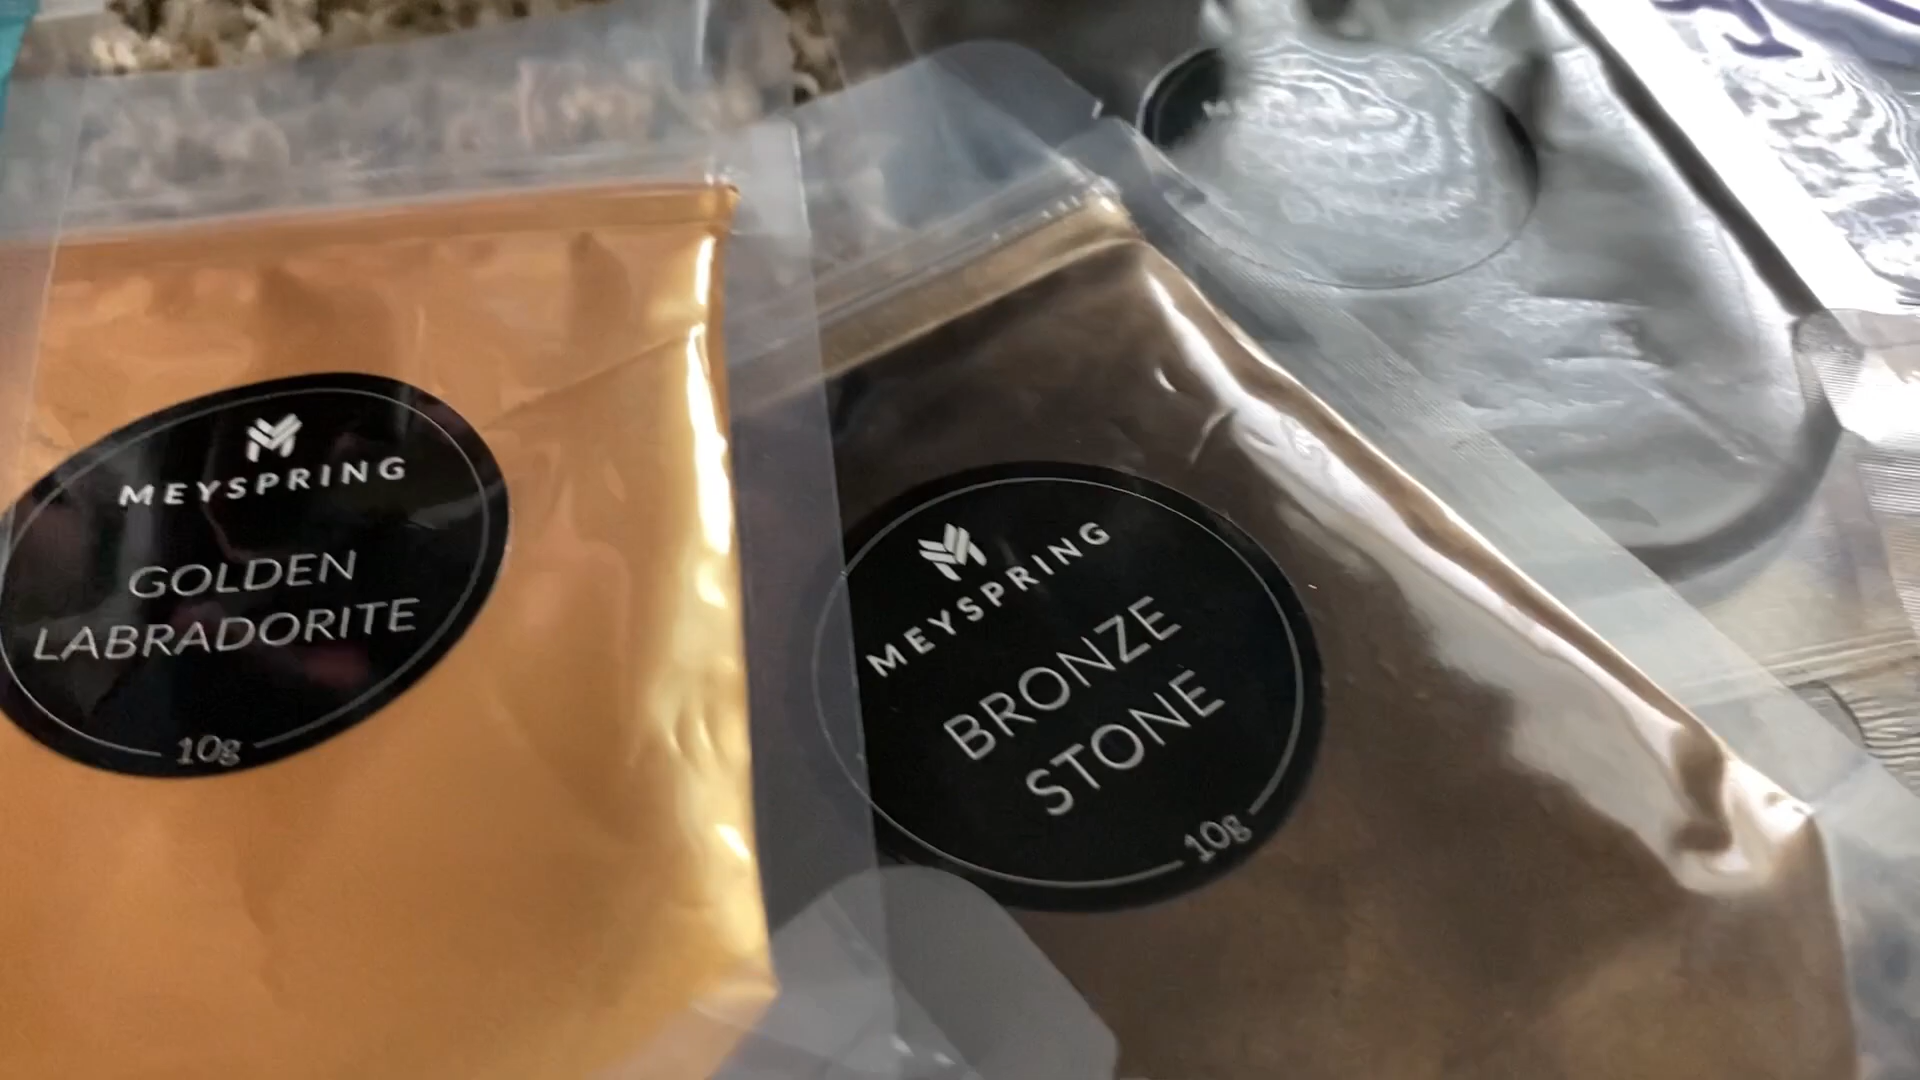 MEYSPRING
GOLDEN
LABRADORITE
10g
MEYSPRING
BRONZE
STONE
10g